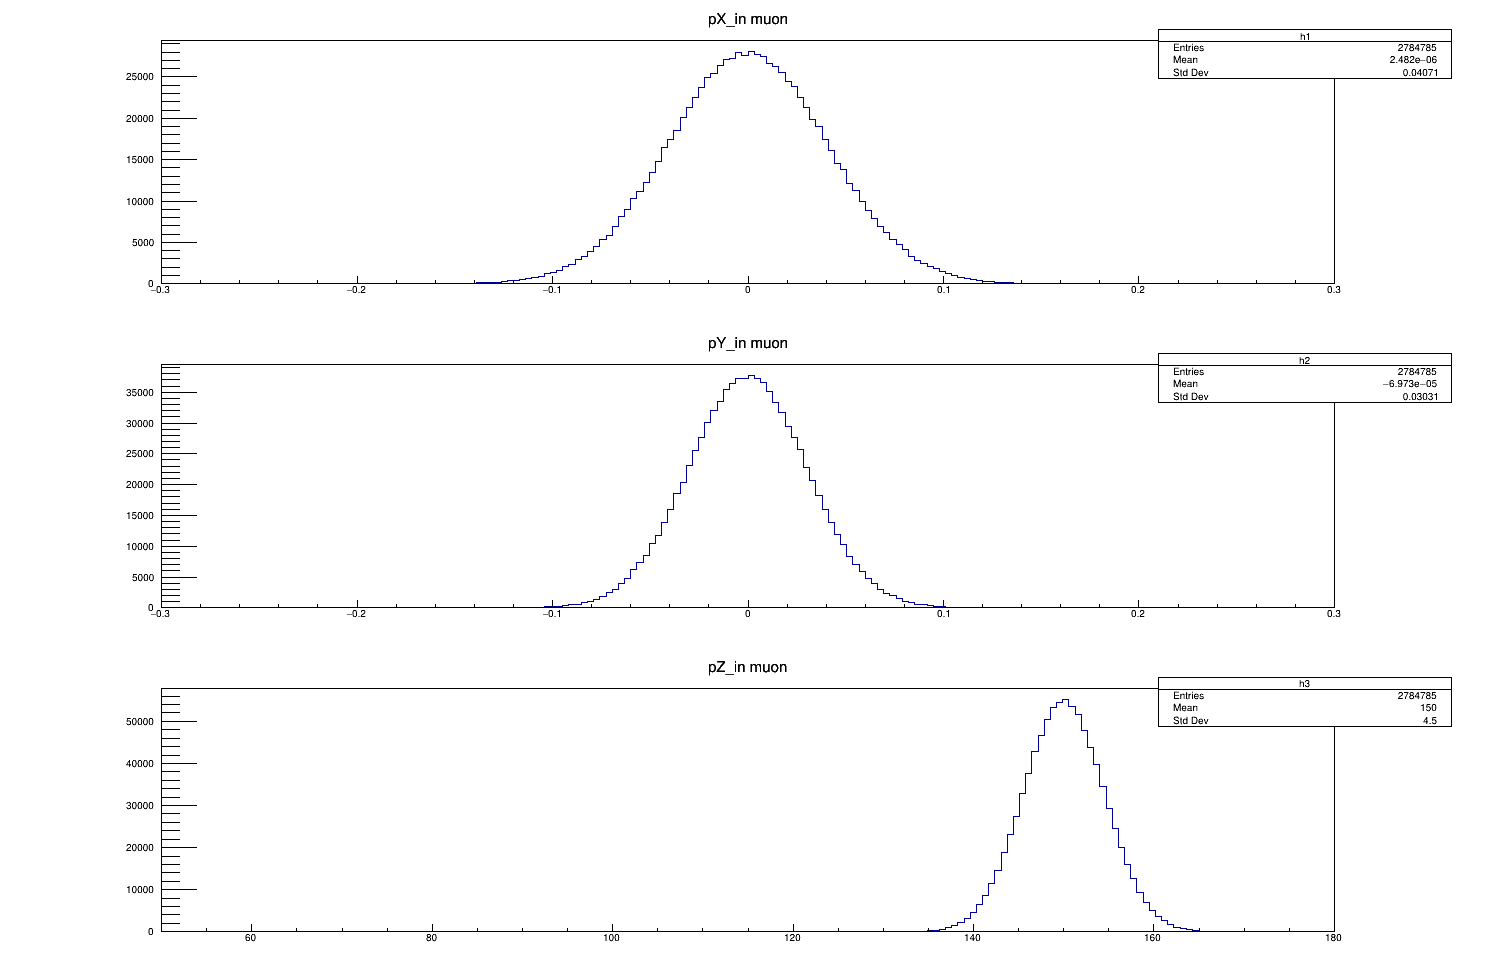 pX_in muon
h1
Entries 2784785
Mean 2.482e−06
Std Dev 0.04071
25000
20000
15000
10000
5000
0
−0.3 −0.2 −0.1 0 0.1 0.2 0.3
pY_in muon
h2
Entries 2784785
Mean −6.973e−05
Std Dev 0.03031
35000
30000
25000
20000
15000
10000
5000
0
−0.3 −0.2 −0.1 0 0.1 0.2 0.3
pZ_in muon
h3
Entries 2784785
Mean 150
Std Dev 4.5
50000
40000
30000
20000
10000
0
60 80 100 120 140 160 180